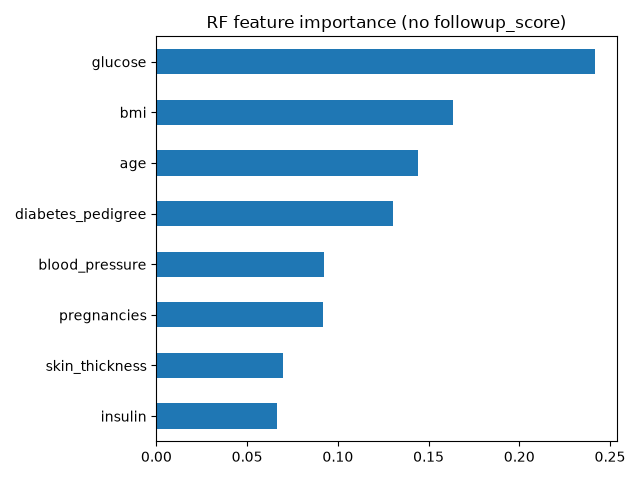 RF feature importance (no followup_score)
glucose
bmi
age
diabetes_pedigree
blood_pressure
pregnancies
skin_thickness
insulin
0.00 0.05 0.10 0.15 0.20 0.25